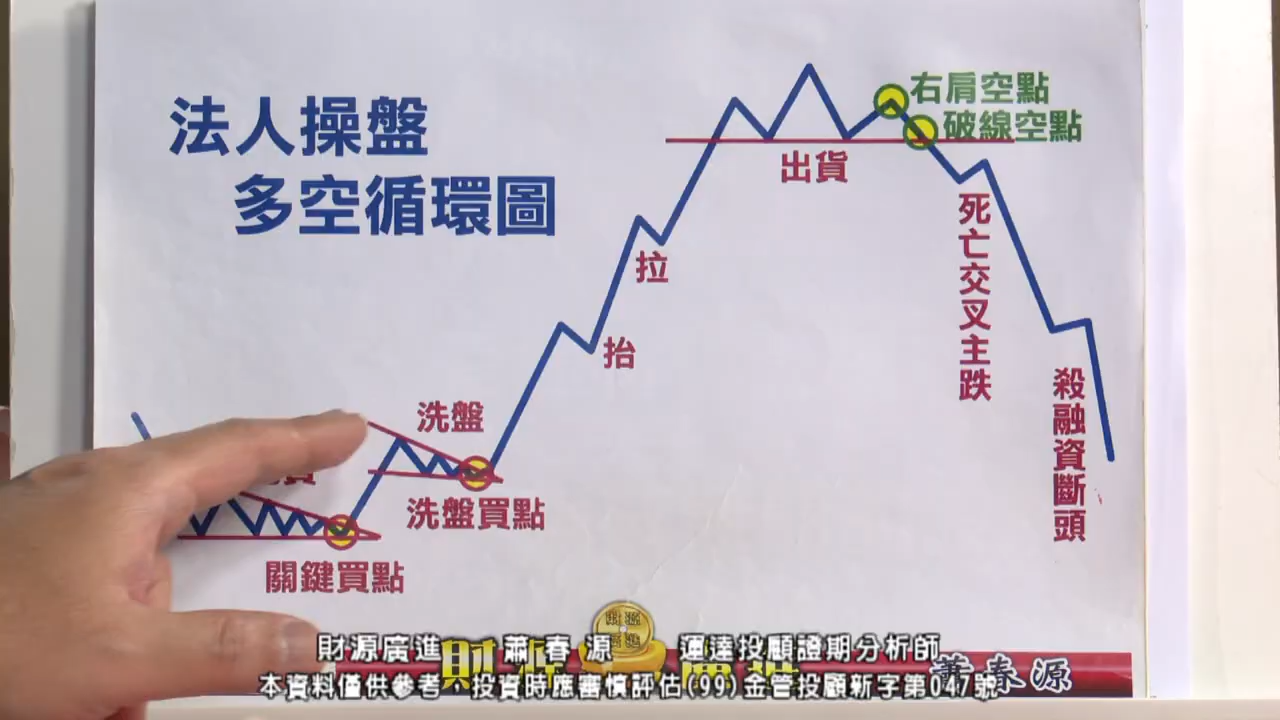 法人操盤
多空循環圖
右肩空點
破線空點
出貨
拉
抬
死亡交叉主跌
殺融資斷頭
洗盤
洗盤買點
關鍵買點
財源廣進 蕭春源 運達投顧證期分析師
本資料僅供參考，投資時應審慎評估(99)金管投顧新字第047號
蕭春源